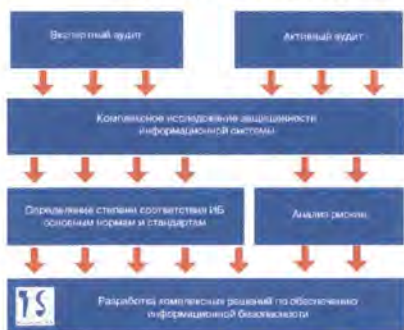 Экспертный аудит
Активный аудит
Комплексное исследование защищенности
информационной системы
Определение степени соответствия ИБ
основным нормам и стандартам
Анализ рисков
TS
Разработка комплексных решений по обеспечению
информационной безопасности